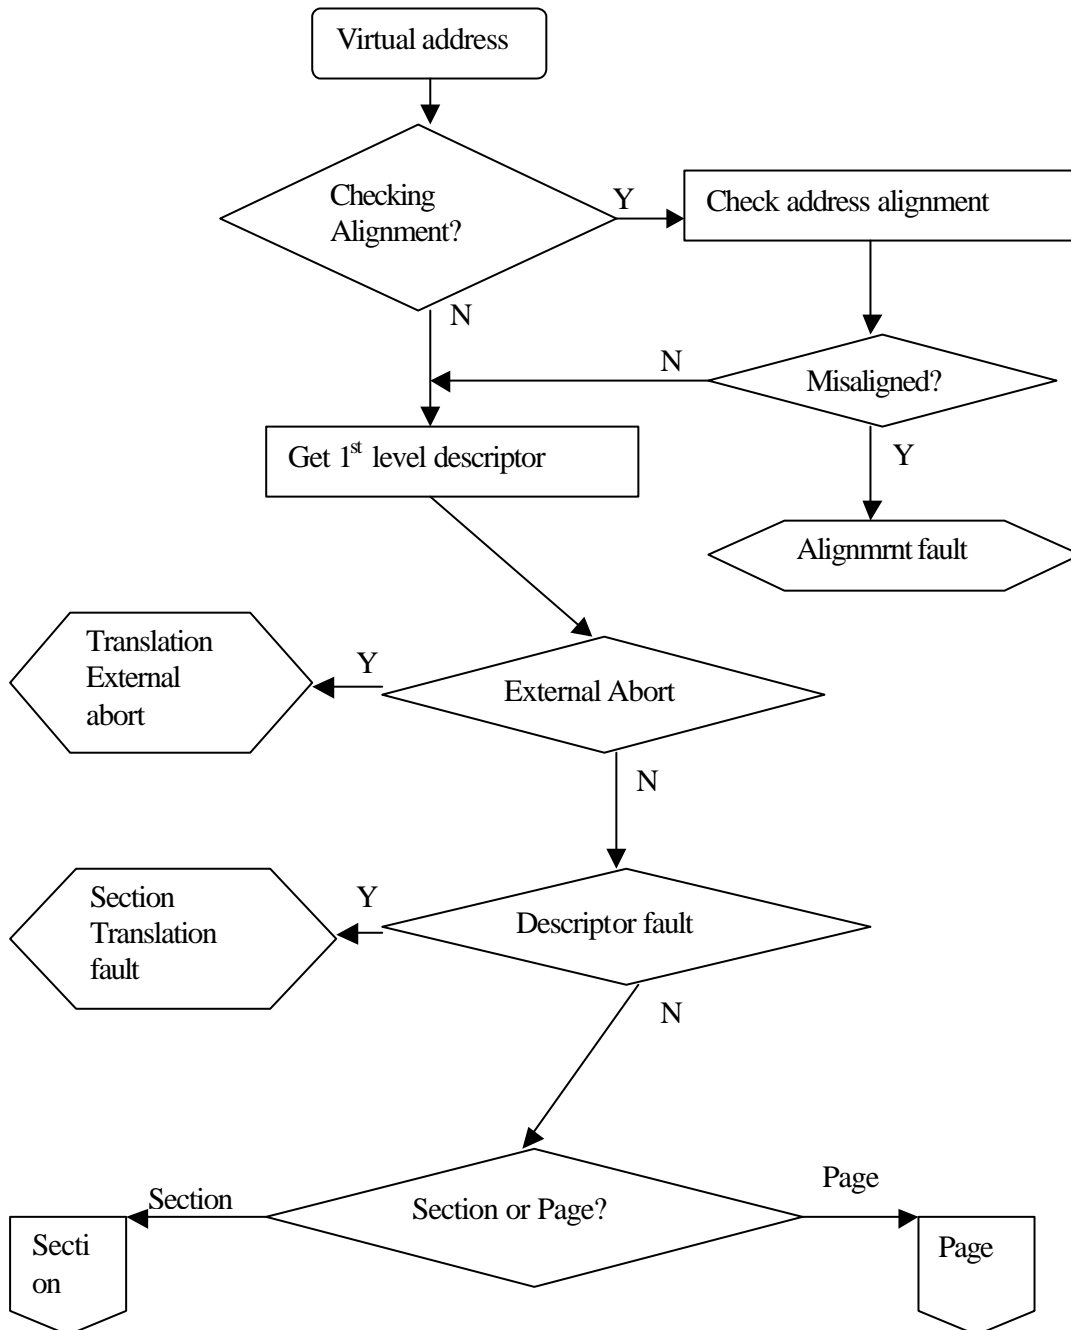 Virtual address
Checking
Alignment?
Y
Check address alignment
N
N
Misaligned?
Get 1st level descriptor
Y
Alignmrnt fault
Translation
External
abort
Y
External Abort
N
Section
Translation
fault
Y
Descriptor fault
N
Section
Section or Page?
Page
Secti
on
Page